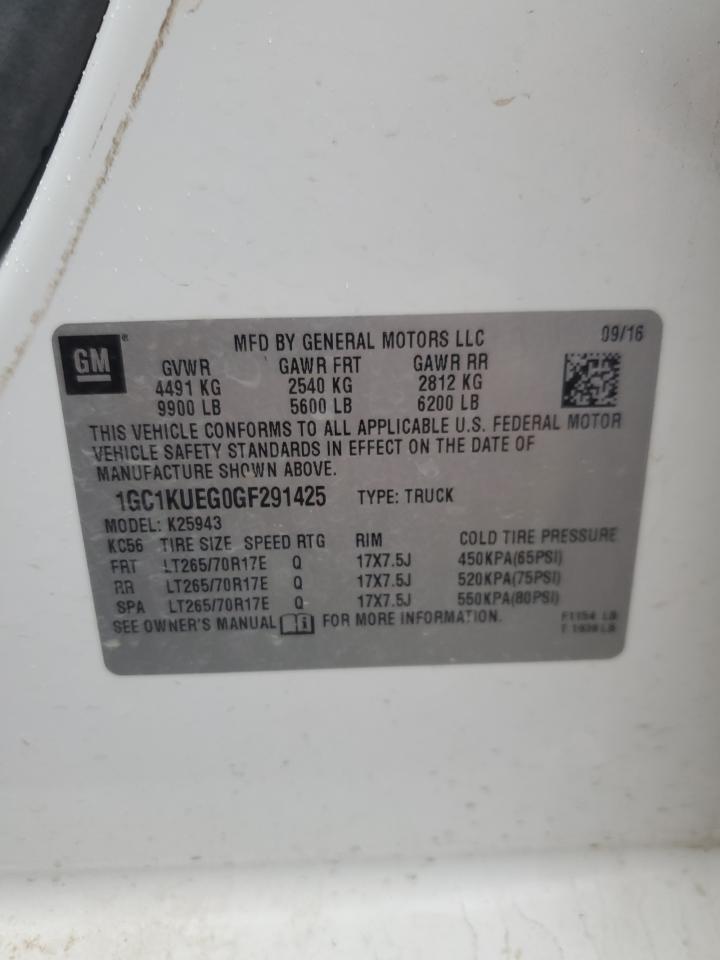 GM®
MFD BY GENERAL MOTORS LLC 09/16
GVWR GAWR FRT GAWR RR
4491 KG 2540 KG 2812 KG
9900 LB 5600 LB 6200 LB
THIS VEHICLE CONFORMS TO ALL APPLICABLE U.S. FEDERAL MOTOR
VEHICLE SAFETY STANDARDS IN EFFECT ON THE DATE OF
MANUFACTURE SHOWN ABOVE.
1GC1KUEG0GF291425 TYPE: TRUCK
MODEL: K25943
KC56 TIRE SIZE SPEED RTG RIM COLD TIRE PRESSURE
FRT LT265/70R17E Q 17X7.5J 450KPA(65PSI)
RR LT265/70R17E Q 17X7.5J 520KPA(75PSI)
SPA LT265/70R17E Q 17X7.5J 550KPA(80PSI)
SEE OWNER'S MANUAL FOR MORE INFORMATION. F1154 LB